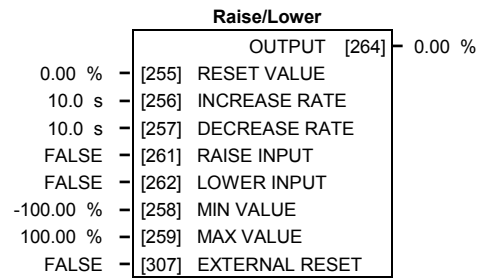 Raise/Lower
OUTPUT [264] – 0.00 %
0.00 % – [255] RESET VALUE
10.0 s – [256] INCREASE RATE
10.0 s – [257] DECREASE RATE
FALSE – [261] RAISE INPUT
FALSE – [262] LOWER INPUT
-100.00 % – [258] MIN VALUE
100.00 % – [259] MAX VALUE
FALSE – [307] EXTERNAL RESET